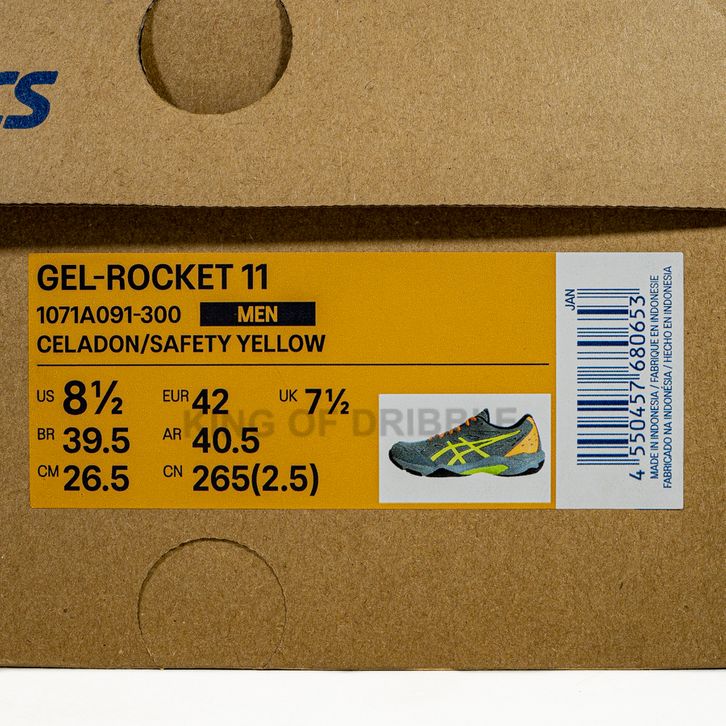 CS
GEL-ROCKET 11
1071A091-300 MEN
CELADON/SAFETY YELLOW
US 8½ EUR 42 UK 7½
BR 39.5 AR 40.5
CM 26.5 CN 265(2.5)
KING OF DRIBBLE
JAN
4 550457 680653
MADE IN INDONESIA / FABRIQUE EN INDONESIE
FABRICADO NA INDONÉSIA / HECHO EN INDONESIA